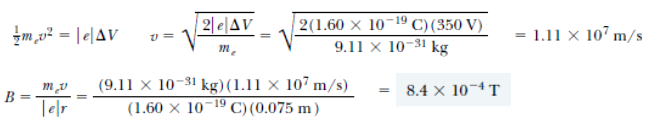 ½mₑv² = |e|ΔV   v = √(2|e|ΔV / mₑ) = √(2(1.60 × 10⁻¹⁹ C)(350 V) / 9.11 × 10⁻³¹ kg) = 1.11 × 10⁷ m/s
B = mₑv / |e|r = (9.11 × 10⁻³¹ kg)(1.11 × 10⁷ m/s) / (1.60 × 10⁻¹⁹ C)(0.075 m) = 8.4 × 10⁻⁴ T